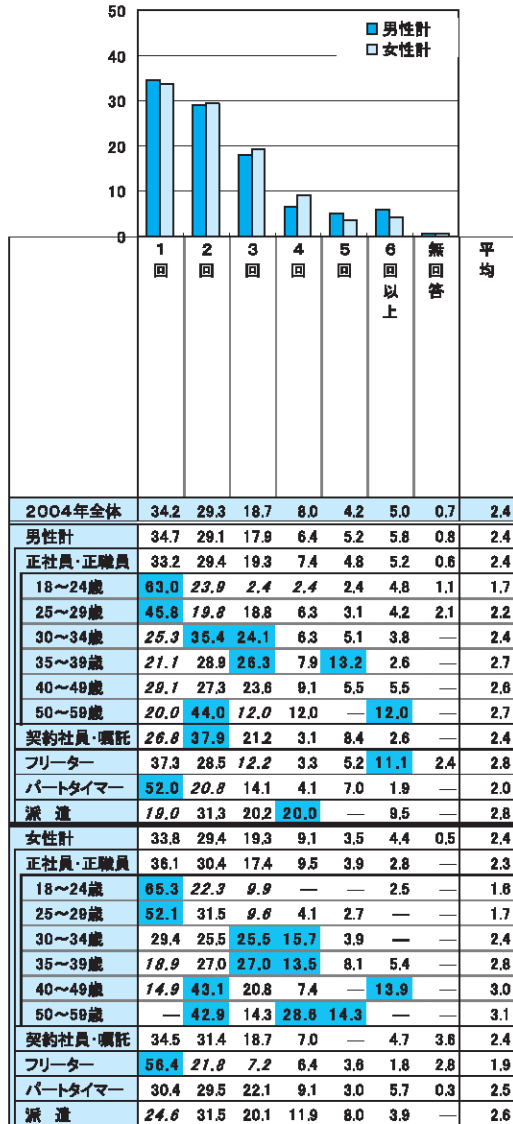 50
40
30
20
10
0
男性計
女性計
1回 2回 3回 4回 5回 6回以上 無回答 平均
2004年全体 34.2 29.3 18.7 8.0 4.2 5.0 0.7 2.4
男性計 34.7 29.1 17.9 6.4 5.2 5.8 0.8 2.4
正社員・正職員 33.2 29.4 19.3 7.4 4.8 5.2 0.6 2.4
18〜24歳 63.0 23.9 2.4 2.4 2.4 4.8 1.1 1.7
25〜29歳 45.8 19.8 18.8 6.3 3.1 4.2 2.1 2.2
30〜34歳 25.3 35.4 24.1 6.3 5.1 3.8 — 2.4
35〜39歳 21.1 28.9 26.3 7.9 13.2 2.6 — 2.7
40〜49歳 29.1 27.3 23.6 9.1 5.5 5.5 — 2.6
50〜59歳 20.0 44.0 12.0 12.0 — 12.0 — 2.7
契約社員・嘱託 26.8 37.9 21.2 3.1 8.4 2.6 — 2.4
フリーター 37.3 28.5 12.2 3.3 5.2 11.1 2.4 2.8
パートタイマー 52.0 20.8 14.1 4.1 7.0 1.9 — 2.0
派遣 19.0 31.3 20.2 20.0 — 9.5 — 2.8
女性計 33.8 29.4 19.3 9.1 3.5 4.4 0.5 2.4
正社員・正職員 36.1 30.4 17.4 9.5 3.9 2.8 — 2.3
18〜24歳 65.3 22.3 9.9 — — 2.5 — 1.6
25〜29歳 52.1 31.5 9.6 4.1 2.7 — — 1.7
30〜34歳 29.4 25.5 25.5 15.7 3.9 — — 2.4
35〜39歳 18.9 27.0 27.0 13.5 8.1 5.4 — 2.8
40〜49歳 14.9 43.1 20.8 7.4 — 13.9 — 3.0
50〜59歳 — 42.9 14.3 28.6 14.3 — — 3.1
契約社員・嘱託 34.5 31.4 18.7 7.0 — 4.7 3.6 2.4
フリーター 56.4 21.8 7.2 6.4 3.6 1.8 2.8 1.9
パートタイマー 30.4 29.5 22.1 9.1 3.0 5.7 0.3 2.5
派遣 24.6 31.5 20.1 11.9 8.0 3.9 — 2.6